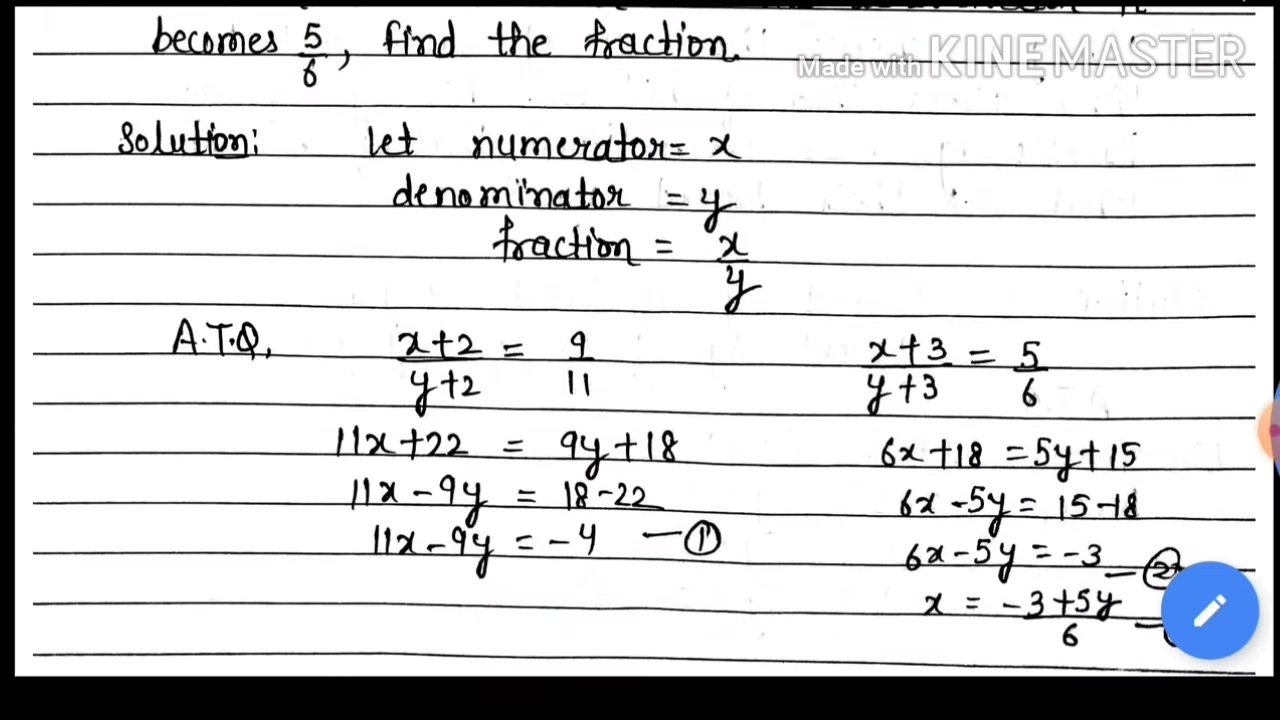 becomes 5/6, find the fraction.
Made with KINEMASTER
Solution: let numerator = x
denominator = y
fraction = x/y
A.T.Q. x+2/y+2 = 9/11
11x+22 = 9y+18
11x-9y = 18-22
11x-9y = -4 —①
x+3/y+3 = 5/6
6x+18 = 5y+15
6x-5y = 15-18
6x-5y = -3 —②
x = -3+5y/6 —